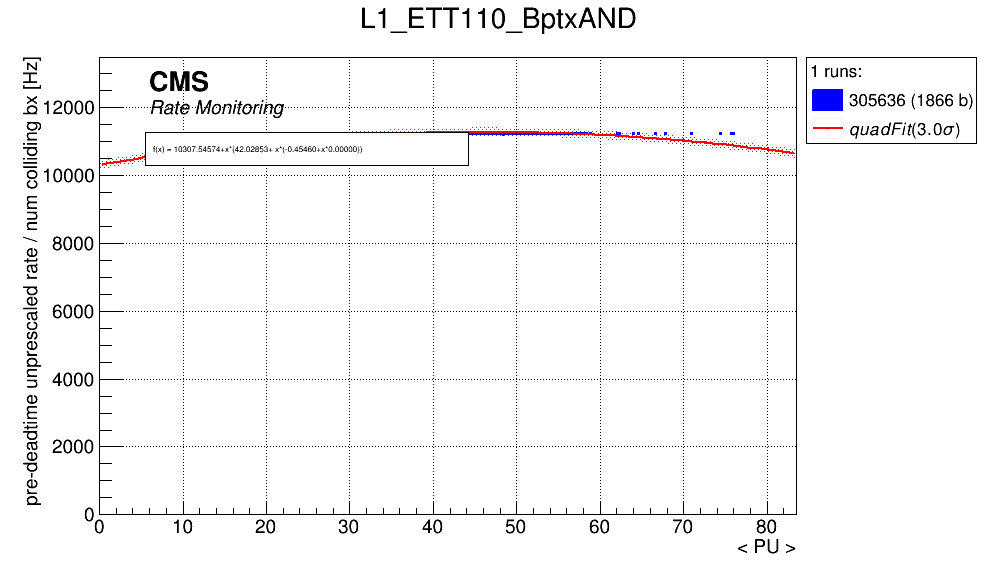 L1_ETT110_BptxAND
CMS
Rate Monitoring
f(x) = 10307.54574+x*(42.02853+ x*(-0.45460+x*0.00000))
1 runs:
305636 (1866 b)
quadFit(3.0σ)
pre-deadtime unprescaled rate / num colliding bx [Hz]
12000
10000
8000
6000
4000
2000
0
0 10 20 30 40 50 60 70 80
< PU >